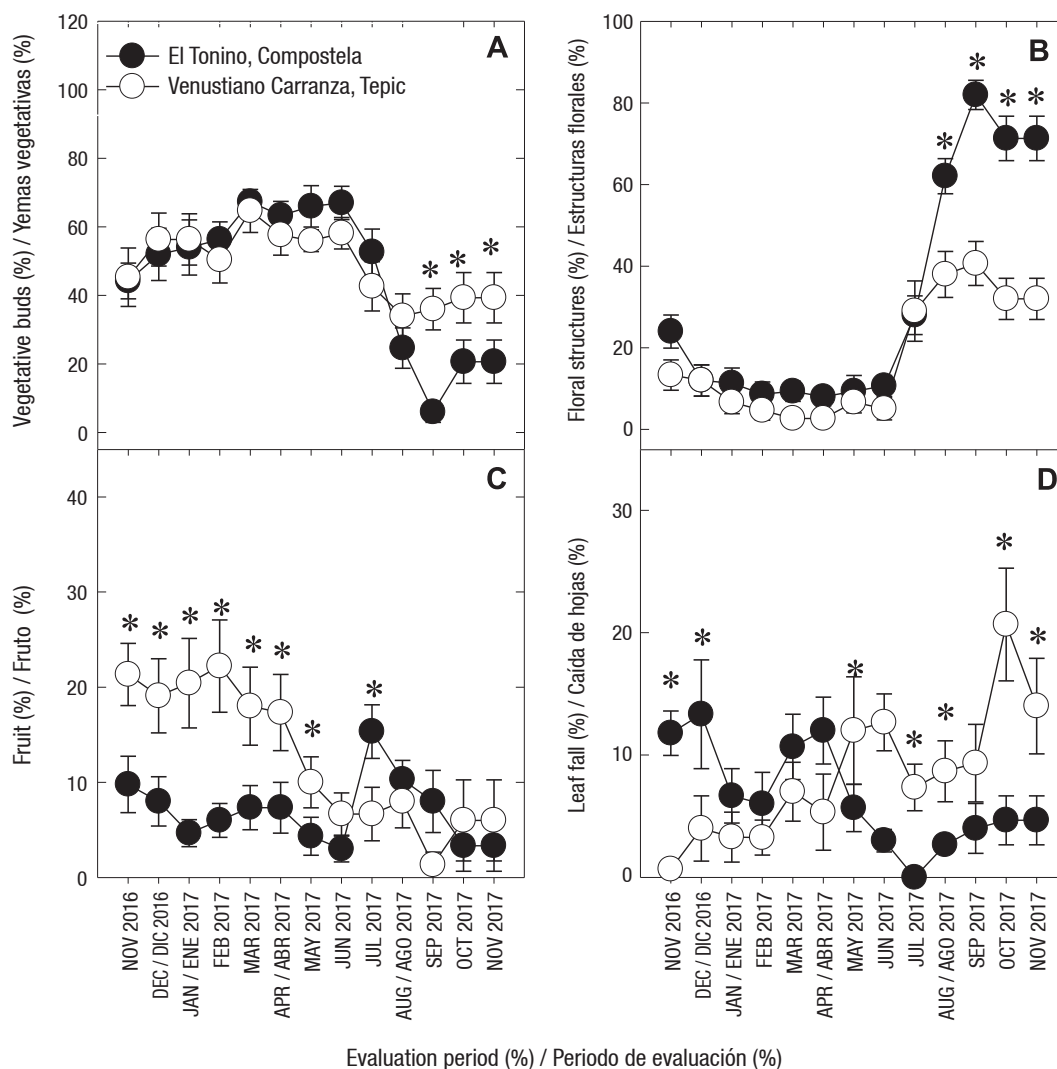 A
El Tonino, Compostela
Venustiano Carranza, Tepic
Vegetative buds (%) / Yemas vegetativas (%)
120
100
80
60
40
20
0
* * *
B
Floral structures (%) / Estructuras florales (%)
100
80
60
40
20
0
* * * *
C
Fruit (%) / Fruto (%)
40
30
20
10
0
* * * * * * * *
NOV 2016
DEC / DIC 2016
JAN / ENE 2017
FEB 2017
MAR 2017
APR / ABR 2017
MAY 2017
JUN 2017
JUL 2017
AUG / AGO 2017
SEP 2017
OCT 2017
NOV 2017
D
Leaf fall (%) / Caída de hojas (%)
30
20
10
0
* * * * * * *
NOV 2016
DEC / DIC 2016
JAN / ENE 2017
FEB 2017
MAR 2017
APR / ABR 2017
MAY 2017
JUN 2017
JUL 2017
AUG / AGO 2017
SEP 2017
OCT 2017
NOV 2017
Evaluation period (%) / Periodo de evaluación (%)